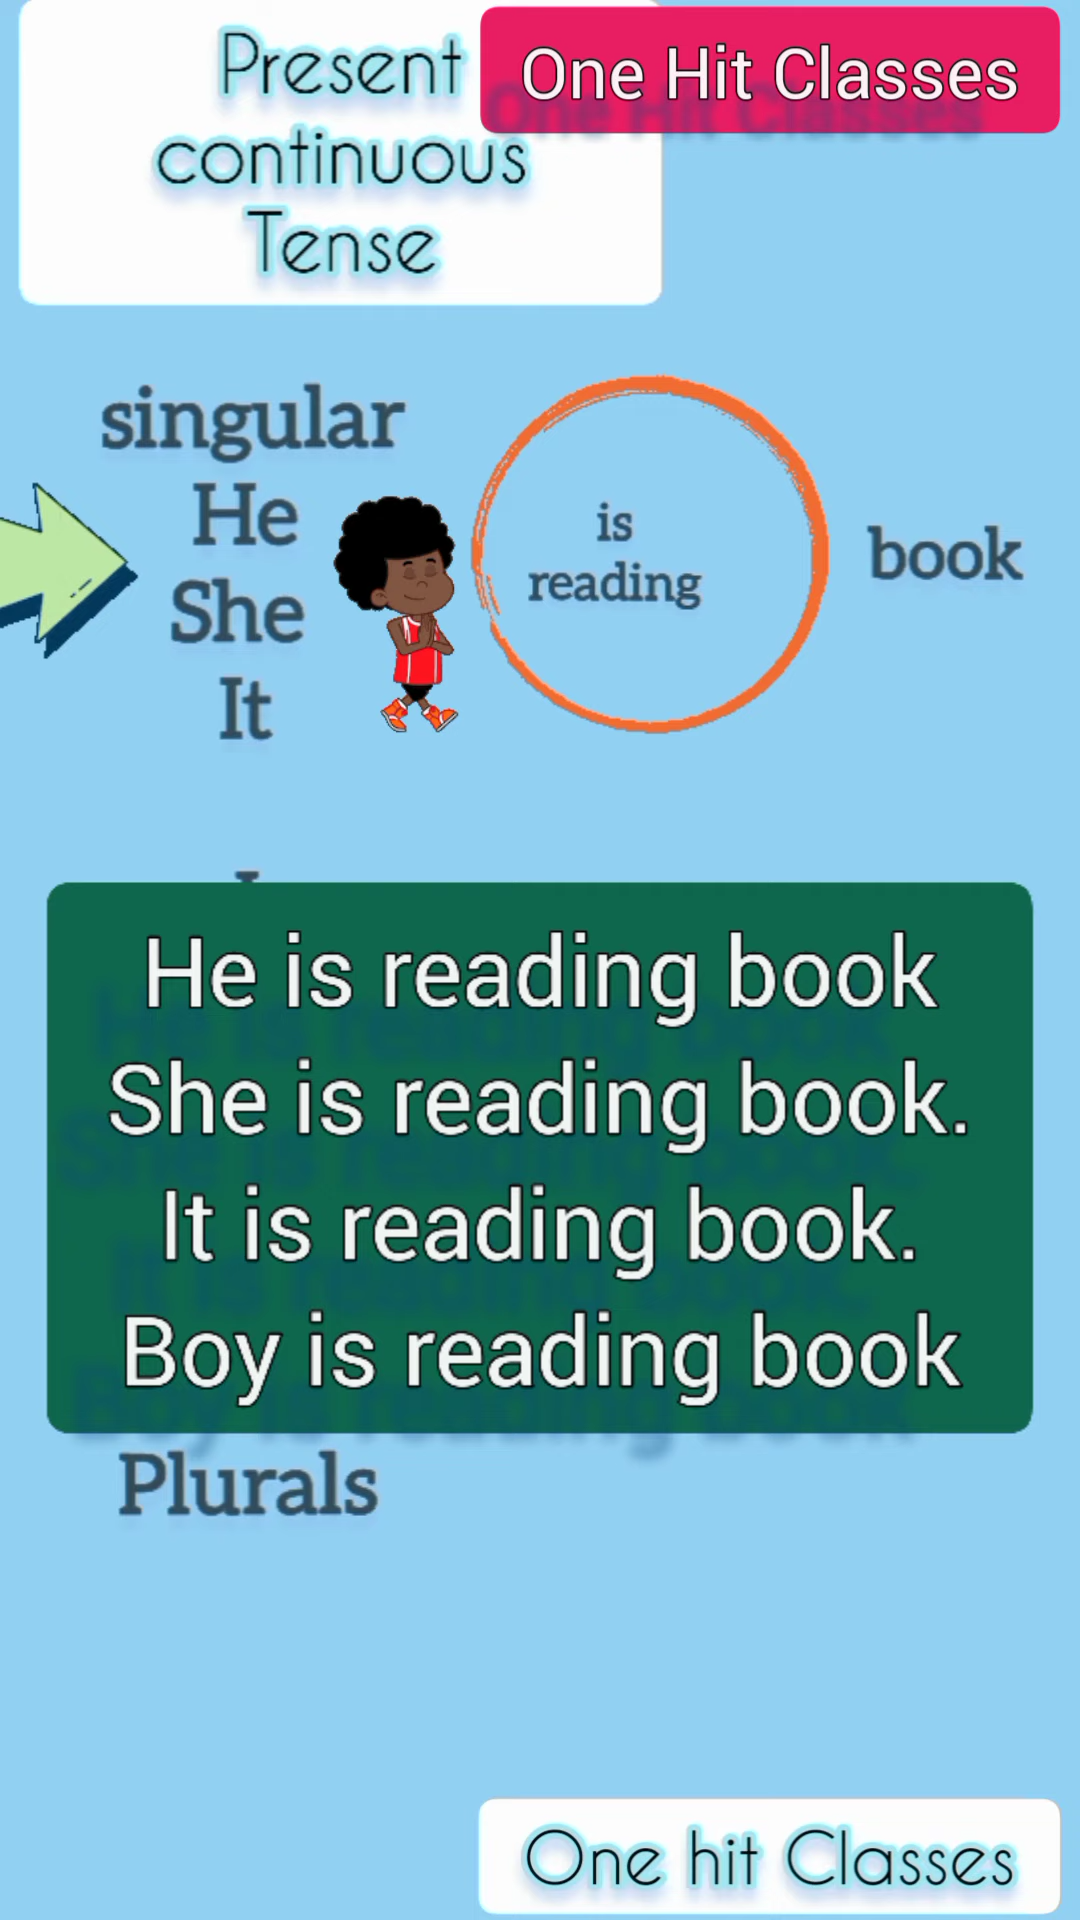 Present
continuous
Tense
One Hit Classes
singular
He
She
It
is
reading
book
He is reading book
She is reading book.
It is reading book.
Boy is reading book
Plurals
One hit Classes